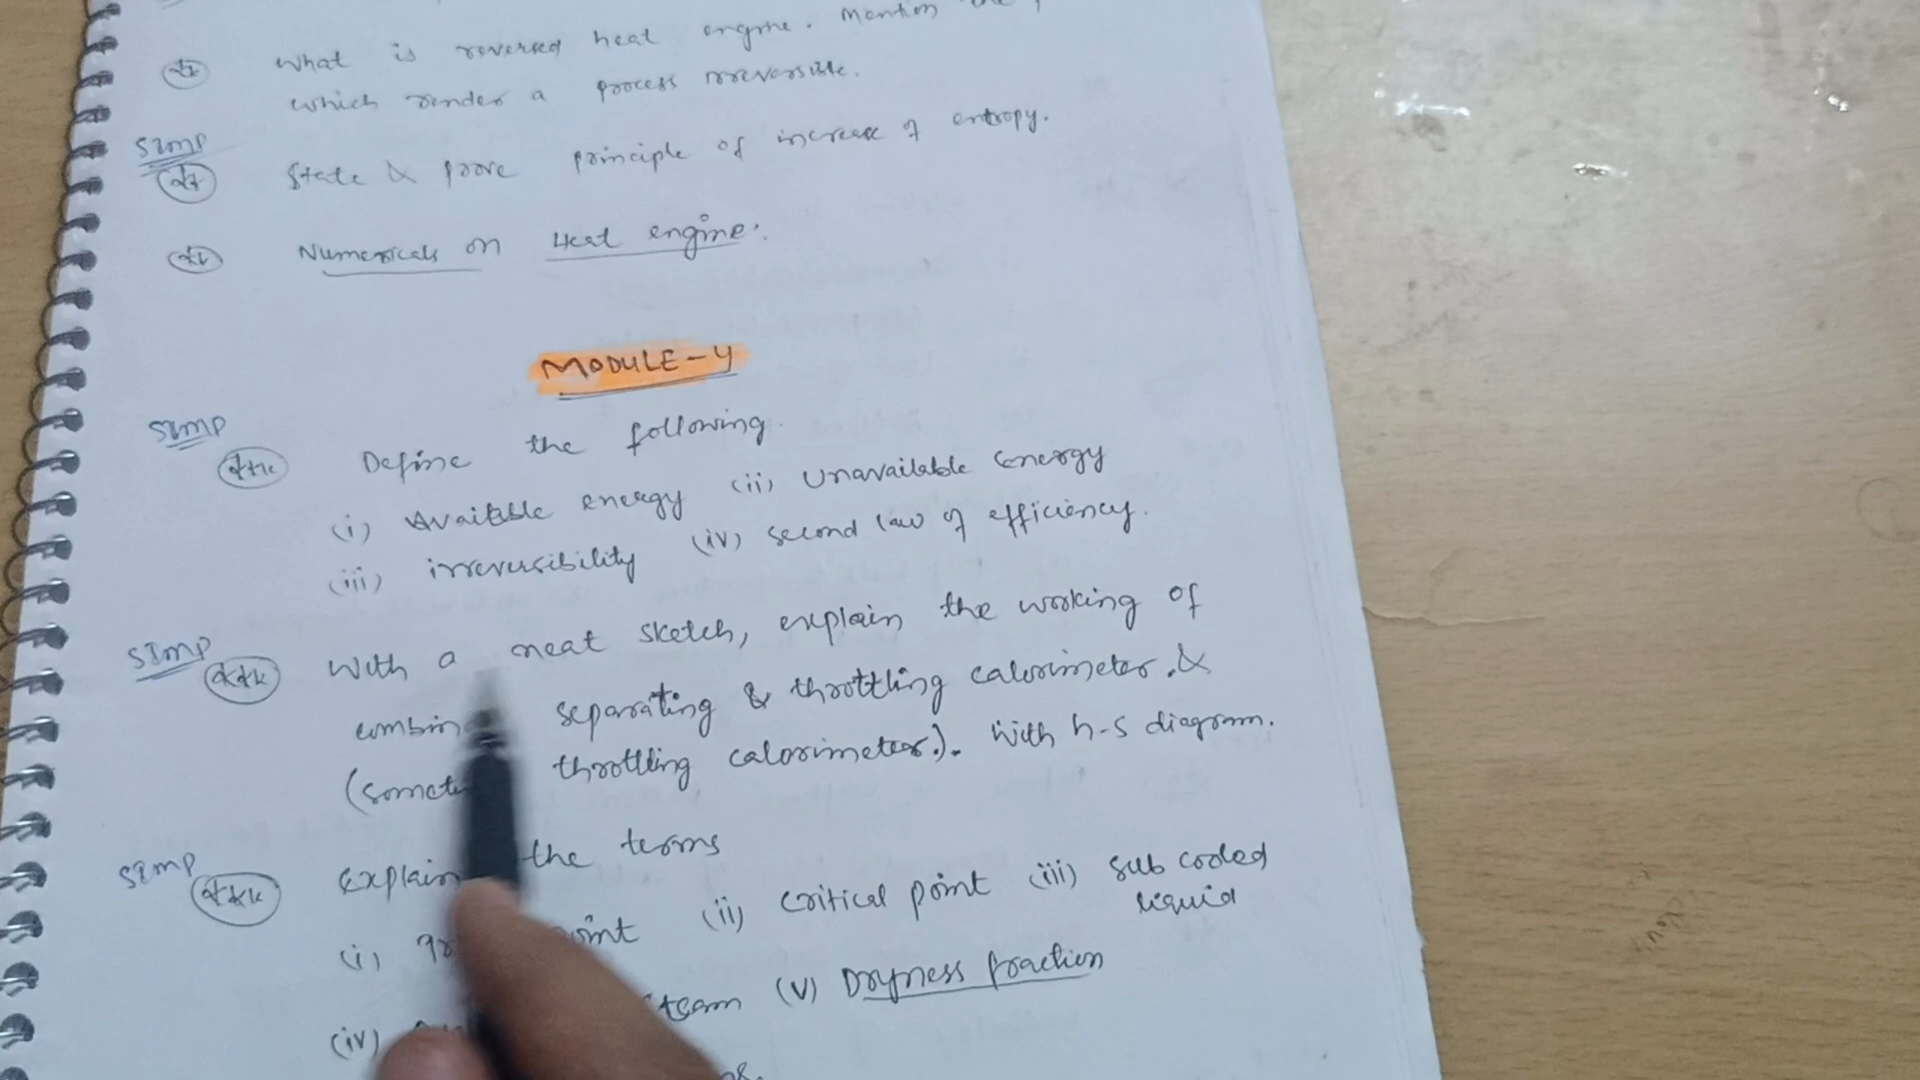 What is reversed heat engine. Mention the
which render a process irreversible.
SIMP
State & prove principle of increase of entropy.
Numericals on Heat engine.
MODULE-4
SIMP
Define the following.
(i) Available energy (ii) Unavailable Energy
(iii) irreversibility (iv) second law of efficiency.
SIMP
With a neat sketch, explain the working of
separating & throttling calorimeter. &
throttling calorimeter). With h-s diagram.
SIMP
Explain the terms
(i) (ii) Critical point (iii) Sub cooled
liquid
(iv) steam (V) Dryness fraction